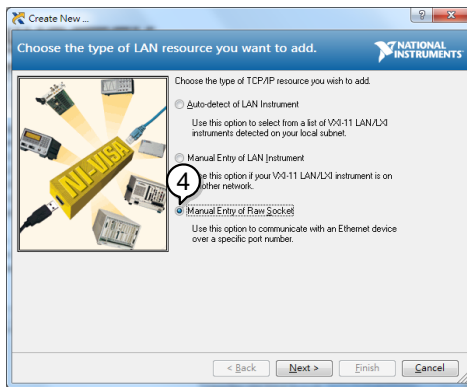 Create New ...
Choose the type of LAN resource you want to add.
NATIONAL
INSTRUMENTS
Choose the type of TCP/IP resource you wish to add.
Auto-detect of LAN Instrument
Use this option to select from a list of VXI-11 LAN/LXI
instruments detected on your local subnet.
Manual Entry of LAN Instrument
this option if your VXI-11 LAN/LXI instrument is on
other network.
4
Manual Entry of Raw Socket
Use this option to communicate with an Ethernet device
over a specific port number.
NI-VISA
< Back
Next >
Finish
Cancel